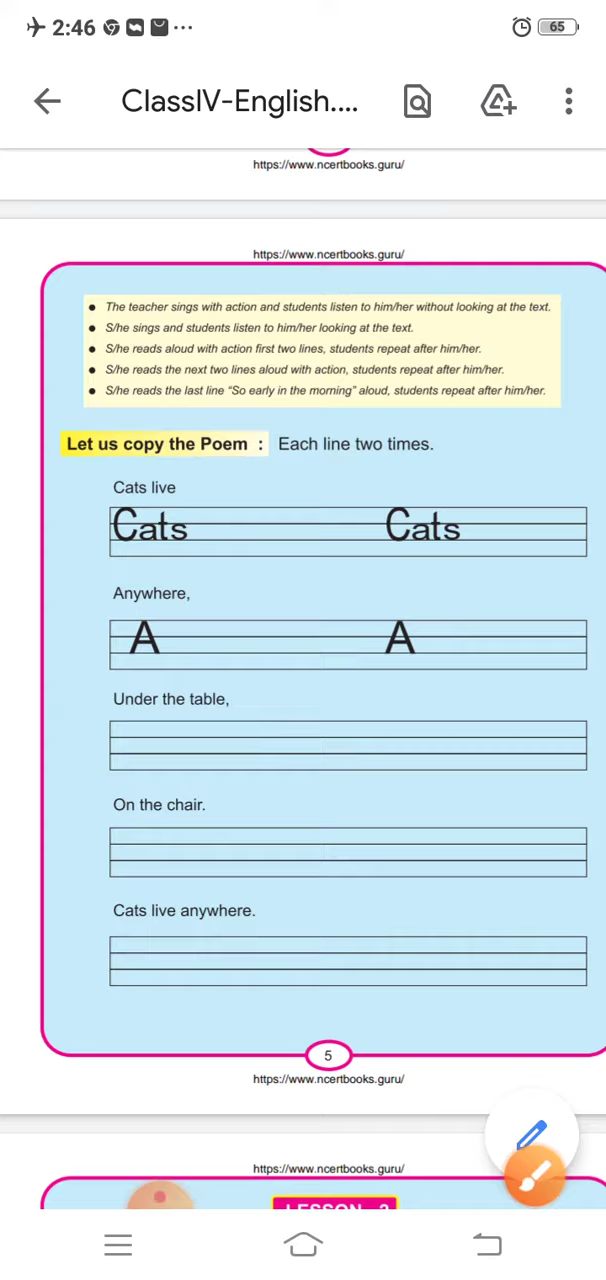 2:46 ... 65
ClassIV-English....
https://www.ncertbooks.guru/
https://www.ncertbooks.guru/
• The teacher sings with action and students listen to him/her without looking at the text.
• S/he sings and students listen to him/her looking at the text.
• S/he reads aloud with action first two lines, students repeat after him/her.
• S/he reads the next two lines aloud with action, students repeat after him/her.
• S/he reads the last line “So early in the morning” aloud, students repeat after him/her.
Let us copy the Poem : Each line two times.
Cats live
Cats Cats
Anywhere,
A A
Under the table,
On the chair.
Cats live anywhere.
5
https://www.ncertbooks.guru/
https://www.ncertbooks.guru/
LESSON - 2